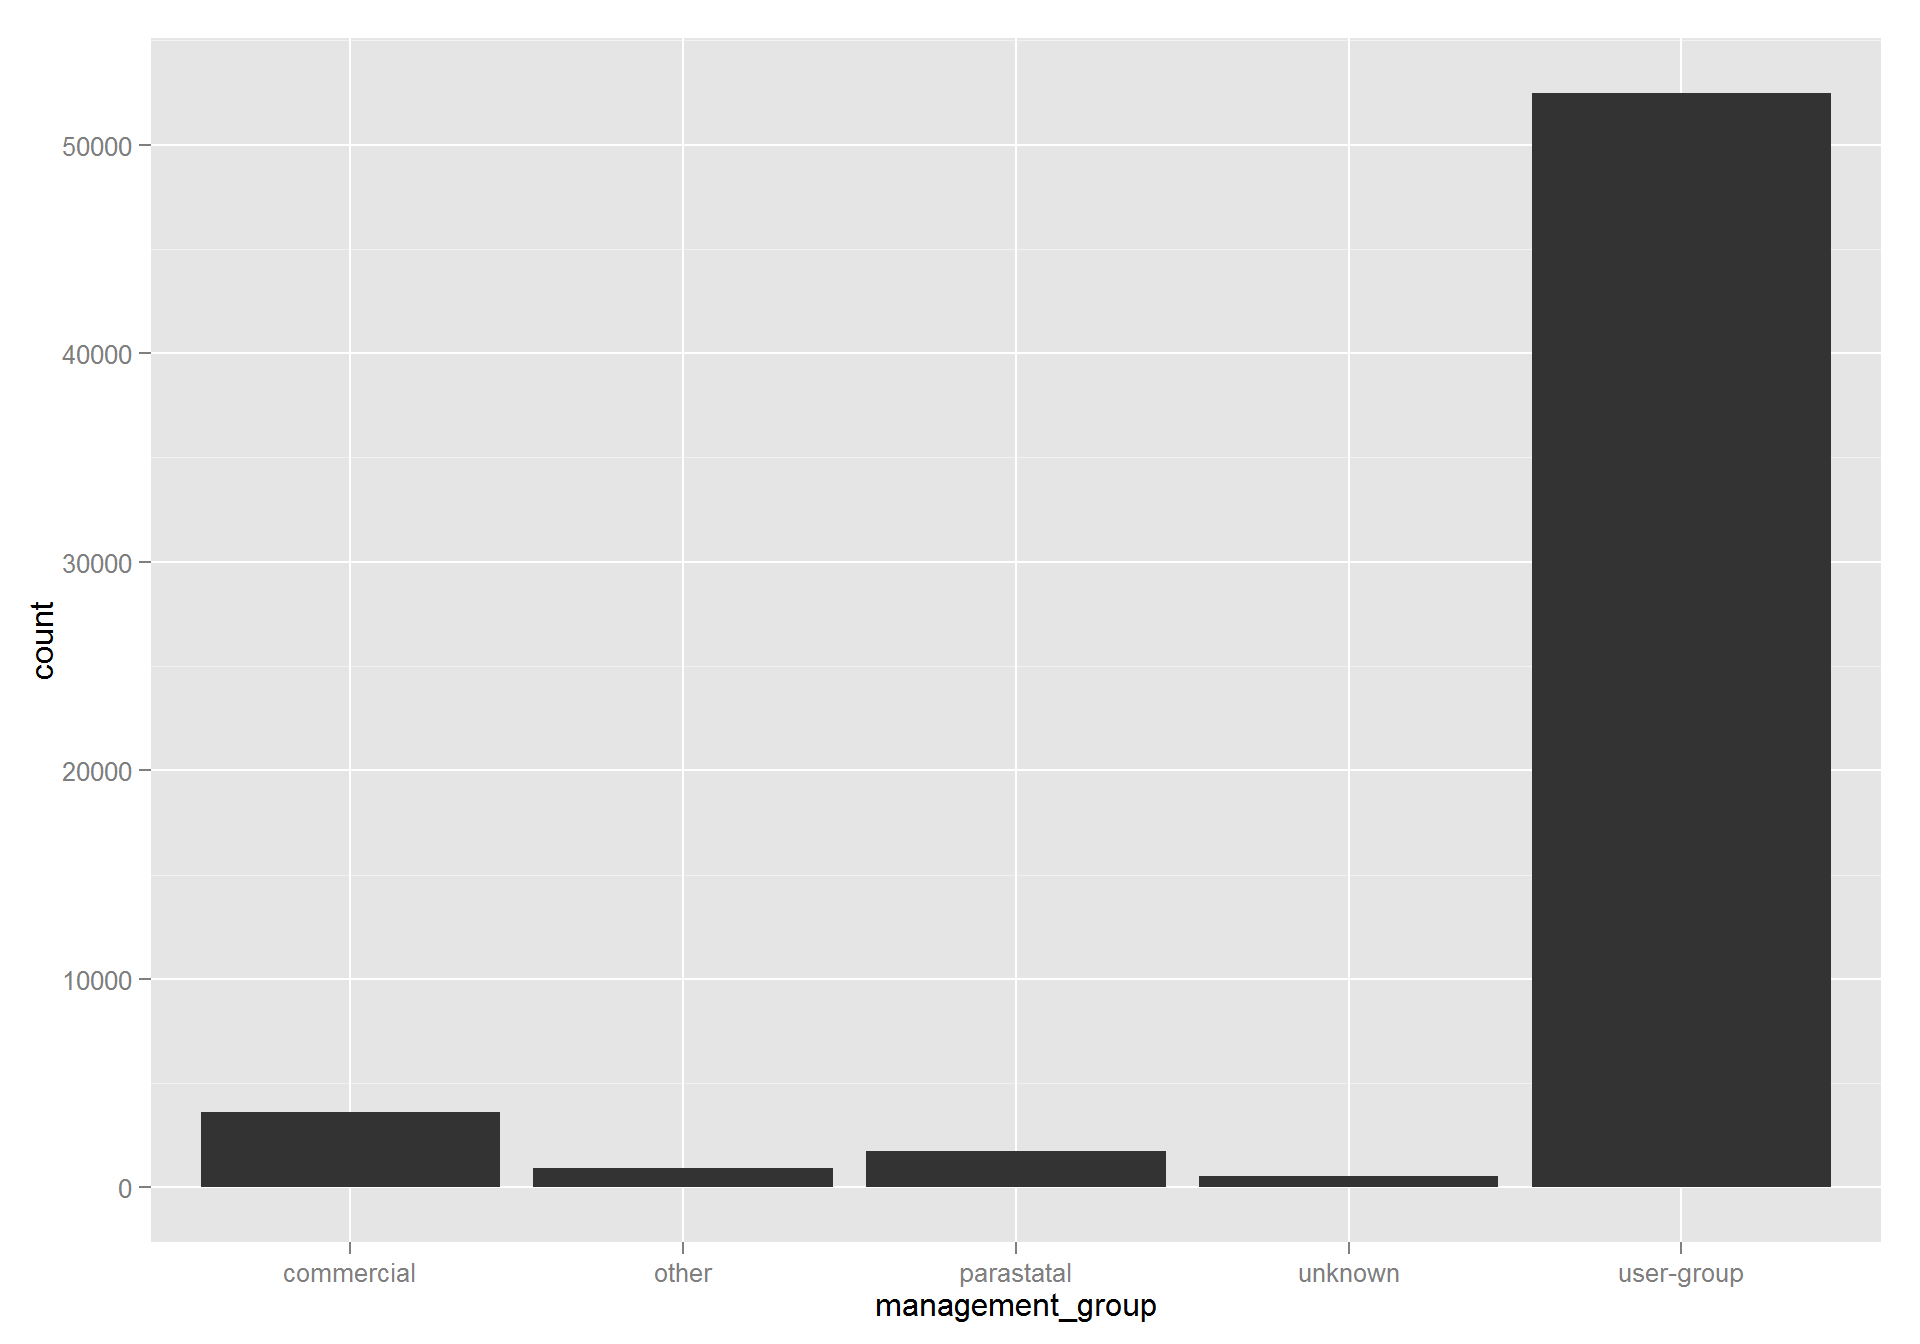 count
50000
40000
30000
20000
10000
0
commercial other parastatal unknown user-group
management_group